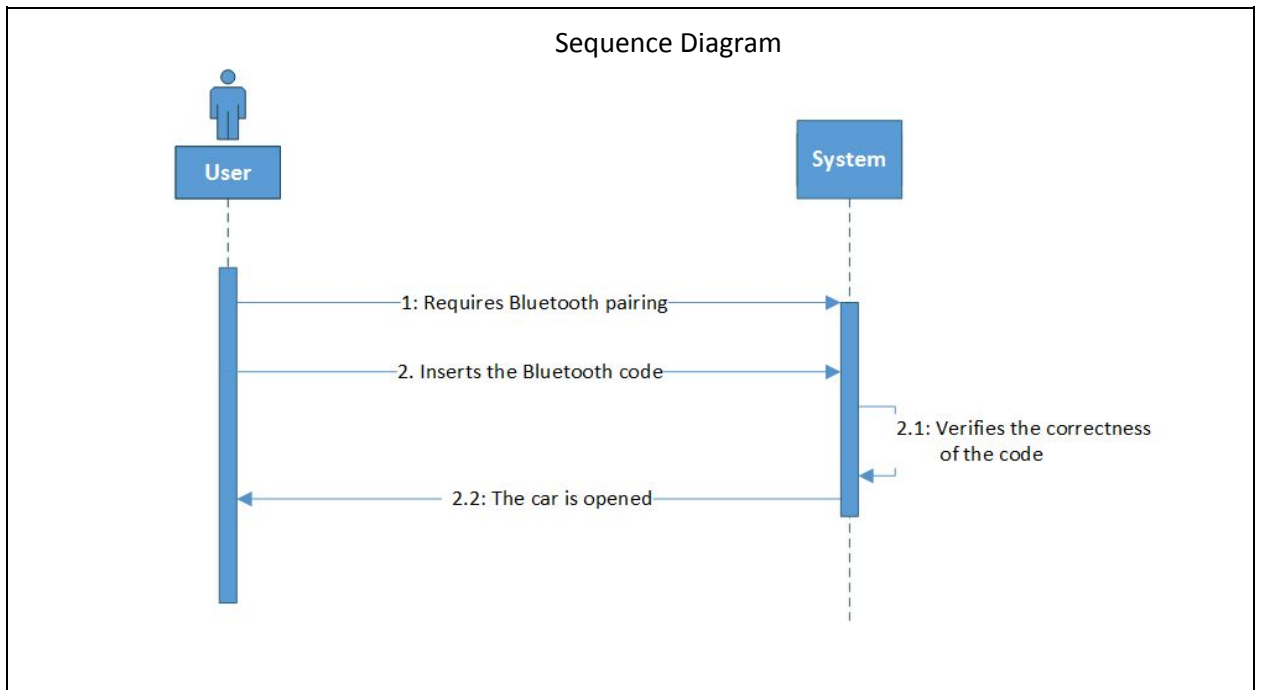 Sequence Diagram
User
System
1: Requires Bluetooth pairing
2. Inserts the Bluetooth code
2.1: Verifies the correctness
of the code
2.2: The car is opened